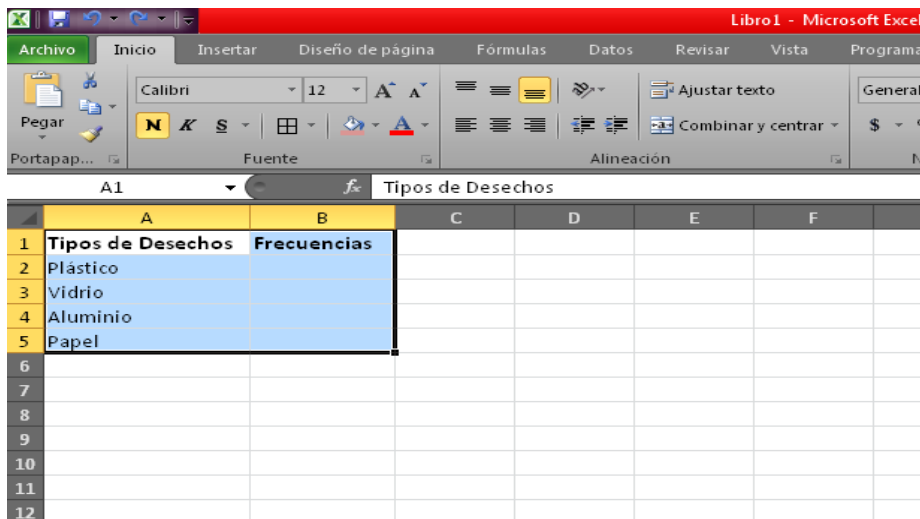 Libro1 - Microsoft Excel
Archivo Inicio Insertar Diseño de página Fórmulas Datos Revisar Vista Programa
Calibri 12 A A Ajustar texto General
Pegar N K S A Combinar y centrar $
Portapap... Fuente Alineación N
A1 fx Tipos de Desechos
A B C D E F
1 Tipos de Desechos Frecuencias
2 Plástico
3 Vidrio
4 Aluminio
5 Papel
6
7
8
9
10
11
12